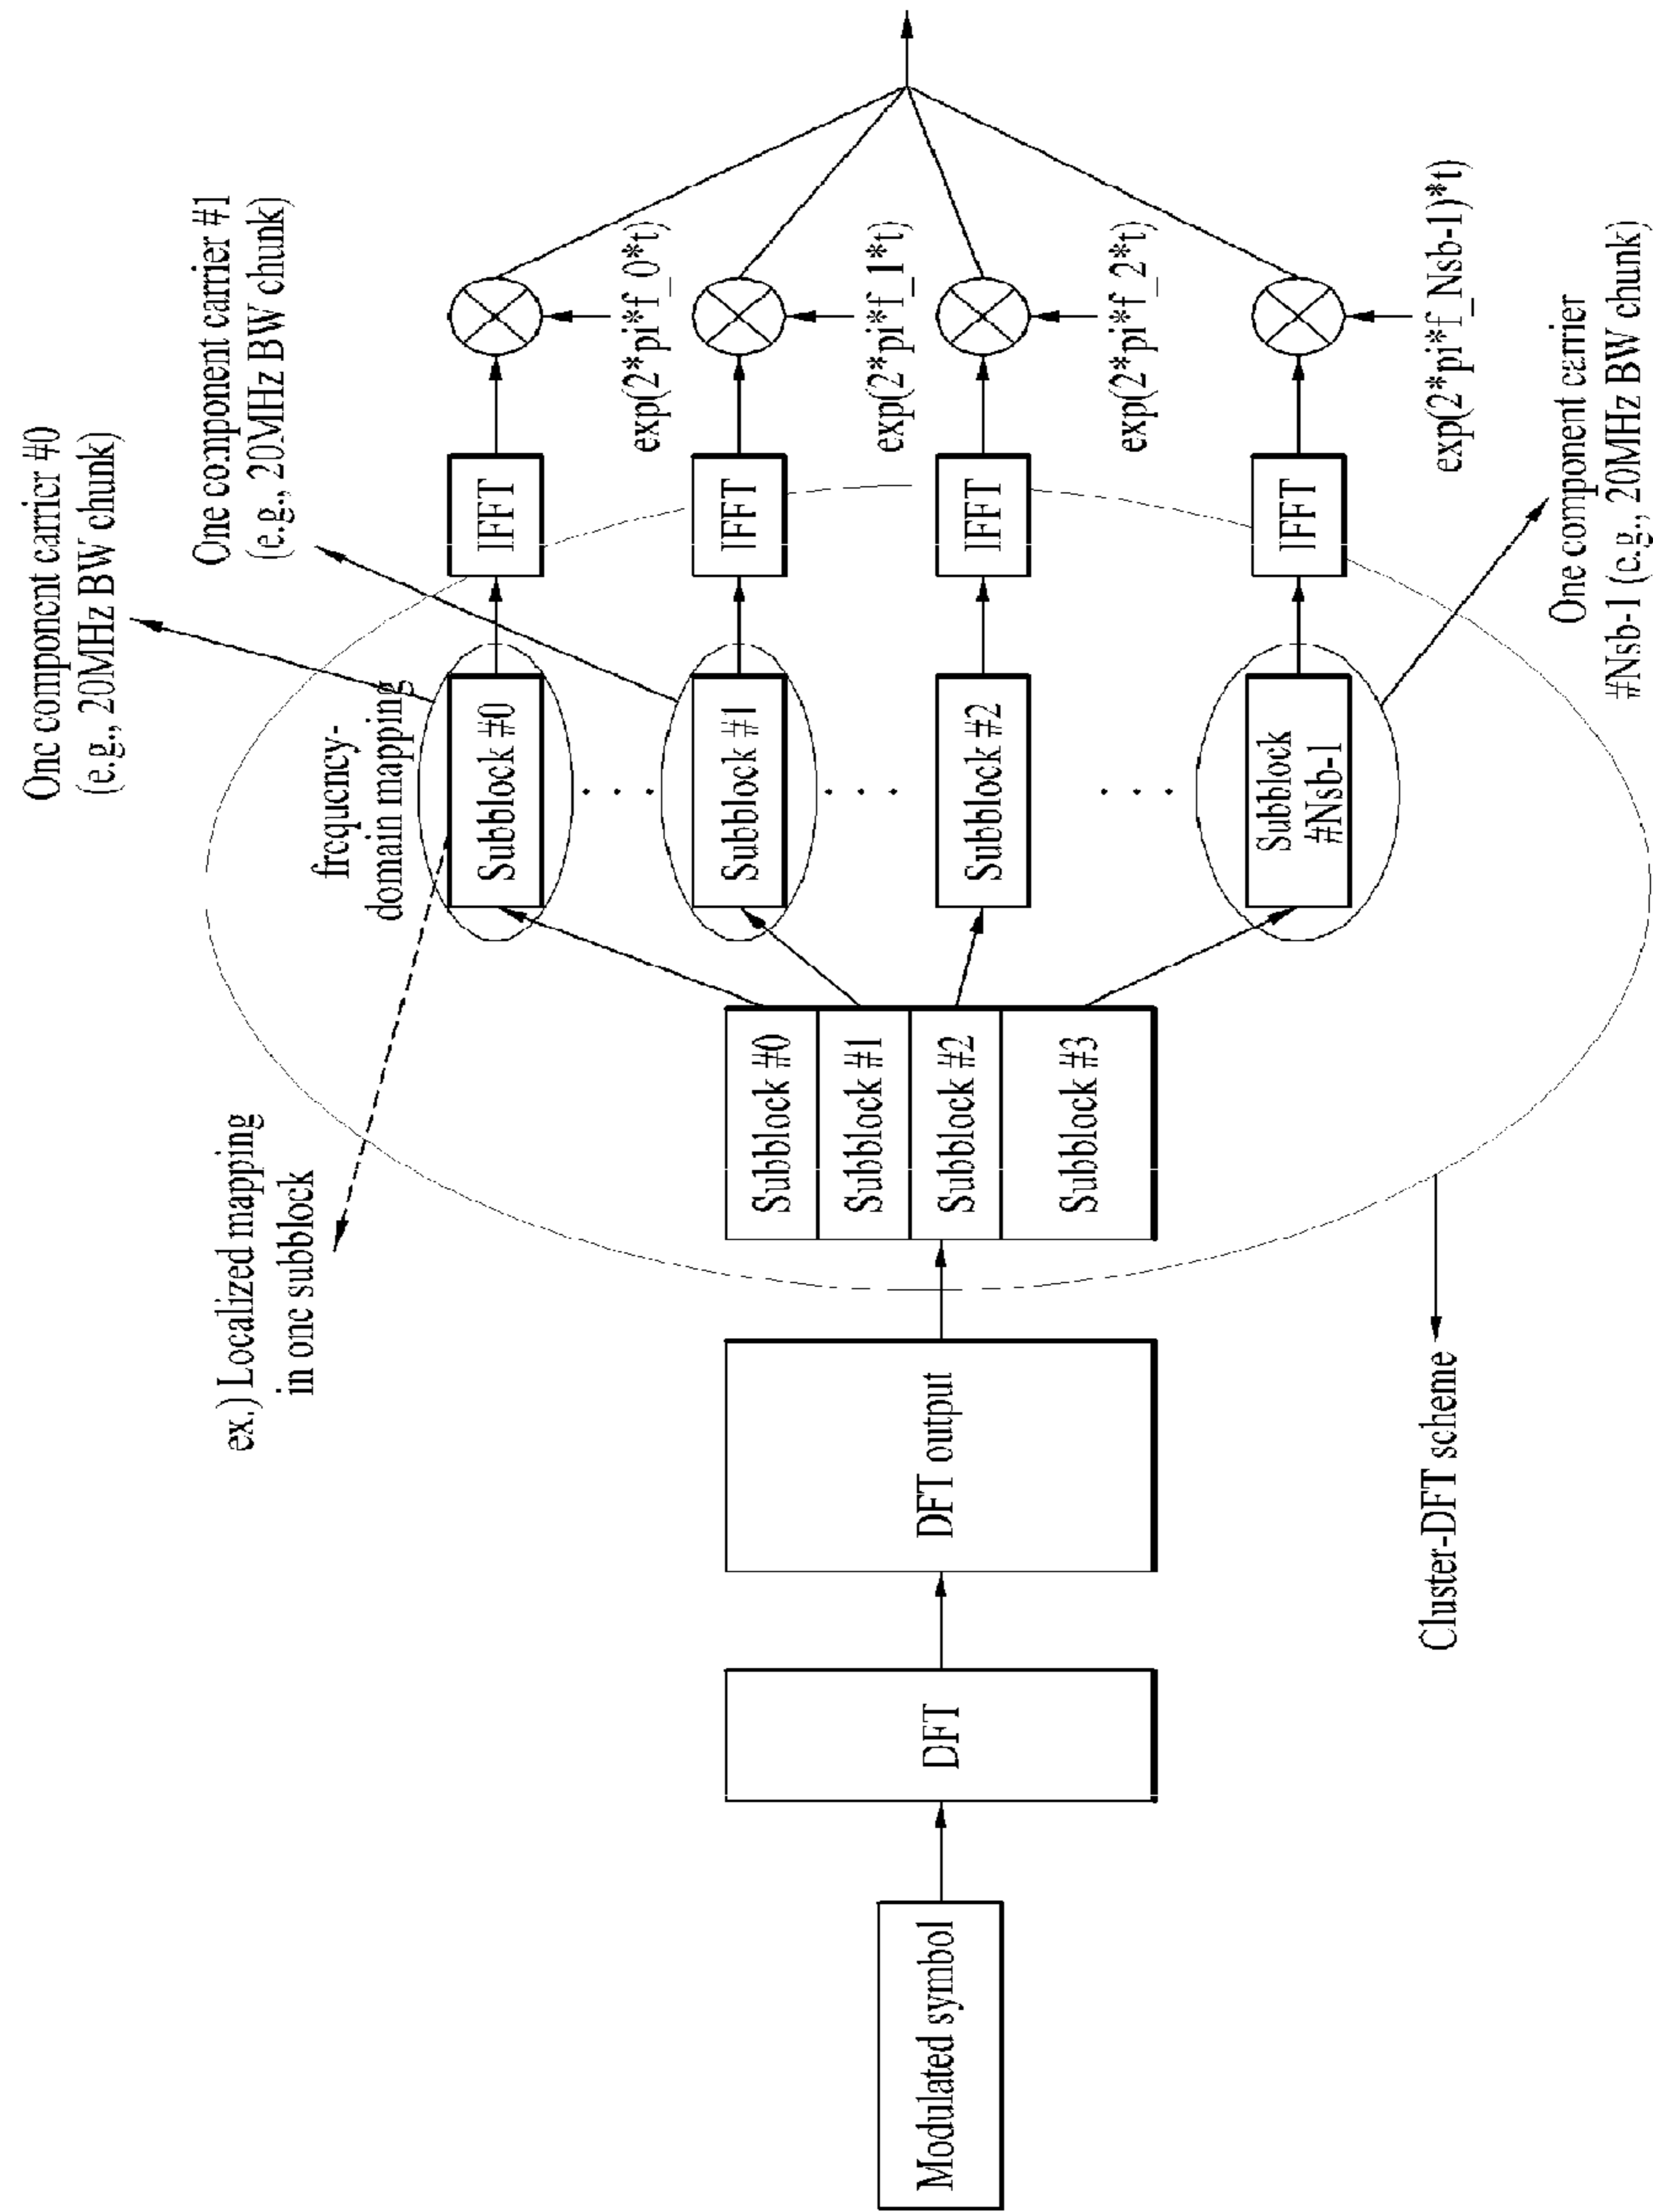 Modulated symbol
DFT
DFT output
Subblock #0
Subblock #1
Subblock #2
Subblock #3
Cluster-DFT scheme
ex.) Localized mapping
in one subblock
frequency-
domain mapping
Subblock #0
Subblock #1
Subblock #2
Subblock
#Nsb-1
One component carrier #0
(e.g., 20MHz BW chunk)
One component carrier #1
(e.g., 20MHz BW chunk)
One component carrier
#Nsb-1 (e.g., 20MHz BW chunk)
IFFT
IFFT
IFFT
IFFT
exp(2*pi*f_0*t)
exp(2*pi*f_1*t)
exp(2*pi*f_2*t)
exp(2*pi*f_Nsb-1)*t)